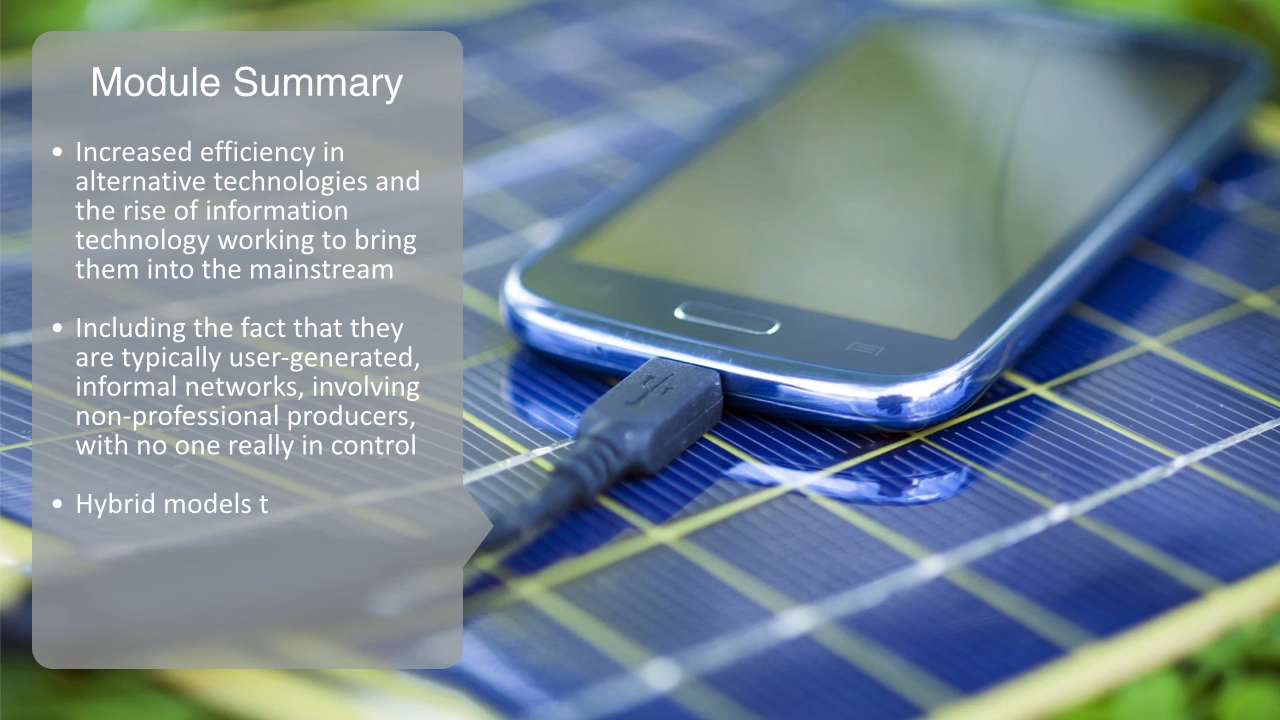 Module Summary
• Increased efficiency in
alternative technologies and
the rise of information
technology working to bring
them into the mainstream
• Including the fact that they
are typically user-generated,
informal networks, involving
non-professional producers,
with no one really in control
• Hybrid models t